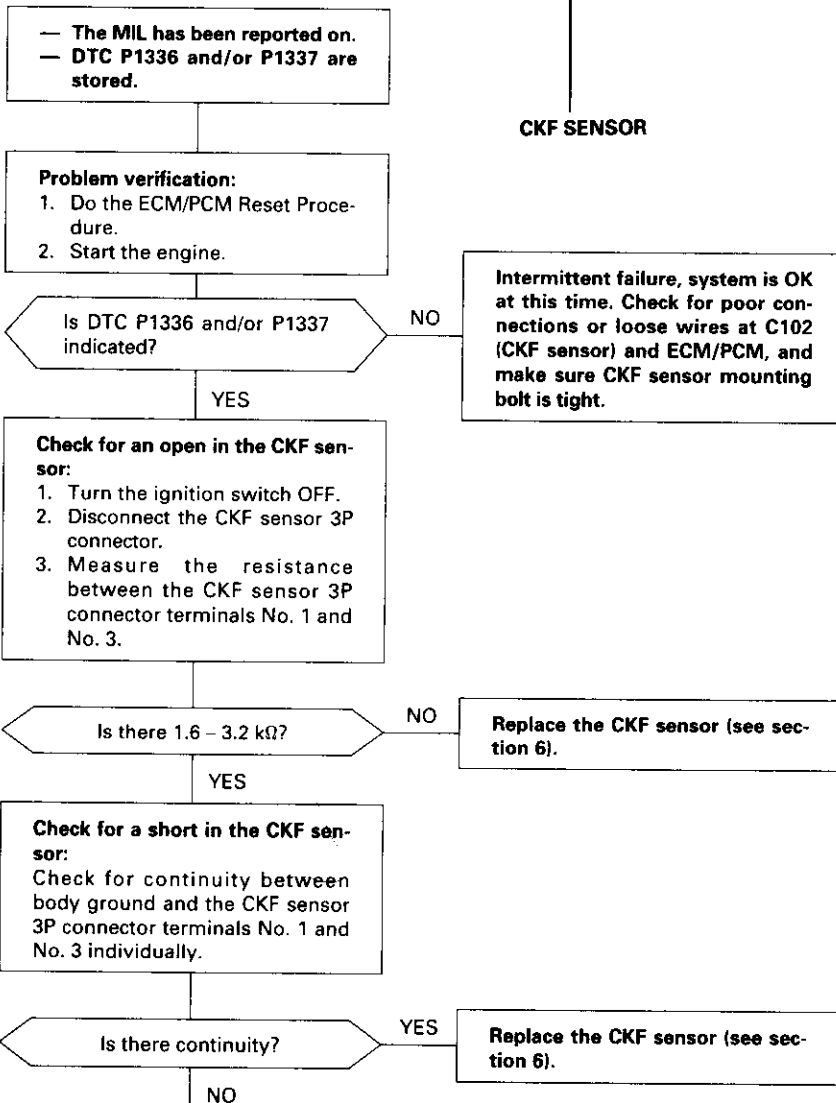 — The MIL has been reported on.
— DTC P1336 and/or P1337 are
stored.
CKF SENSOR
Problem verification:
1. Do the ECM/PCM Reset Proce-
dure.
2. Start the engine.
Is DTC P1336 and/or P1337
indicated?
NO
Intermittent failure, system is OK
at this time. Check for poor con-
nections or loose wires at C102
(CKF sensor) and ECM/PCM, and
make sure CKF sensor mounting
bolt is tight.
YES
Check for an open in the CKF sen-
sor:
1. Turn the ignition switch OFF.
2. Disconnect the CKF sensor 3P
connector.
3. Measure the resistance
between the CKF sensor 3P
connector terminals No. 1 and
No. 3.
Is there 1.6 – 3.2 kΩ?
NO
Replace the CKF sensor (see sec-
tion 6).
YES
Check for a short in the CKF sen-
sor:
Check for continuity between
body ground and the CKF sensor
3P connector terminals No. 1 and
No. 3 individually.
Is there continuity?
YES
Replace the CKF sensor (see sec-
tion 6).
NO